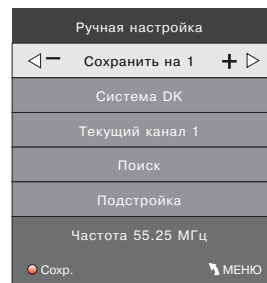 Ручная настройка
− Сохранить на 1 +
Система DK
Текущий канал 1
Поиск
Подстройка
Частота 55.25 МГц
Сохр. МЕНЮ